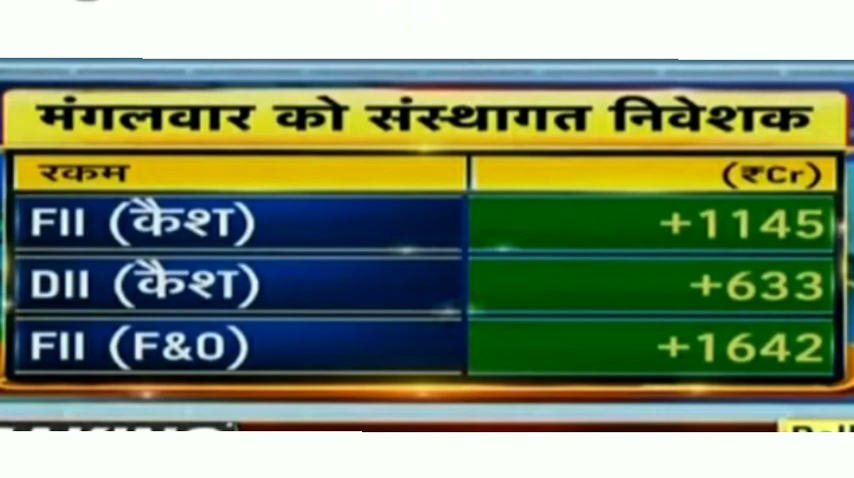 मंगलवार को संस्थागत निवेशक
रकम (₹Cr)
FII (कैश) +1145
DII (कैश) +633
FII (F&O) +1642